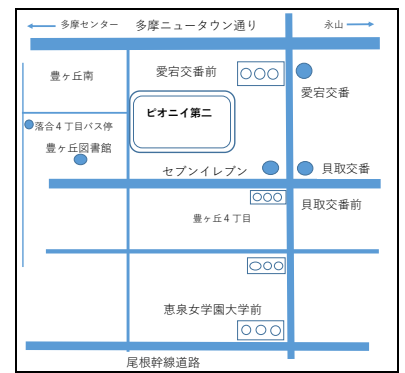 多摩センター
多摩ニュータウン通り
永山
豊ヶ丘南
愛宕交番前
愛宕交番
ピオニイ第二
落合4丁目バス停
豊ヶ丘図書館
セブンイレブン
貝取交番
貝取交番前
豊ヶ丘4丁目
恵泉女学園大学前
尾根幹線道路